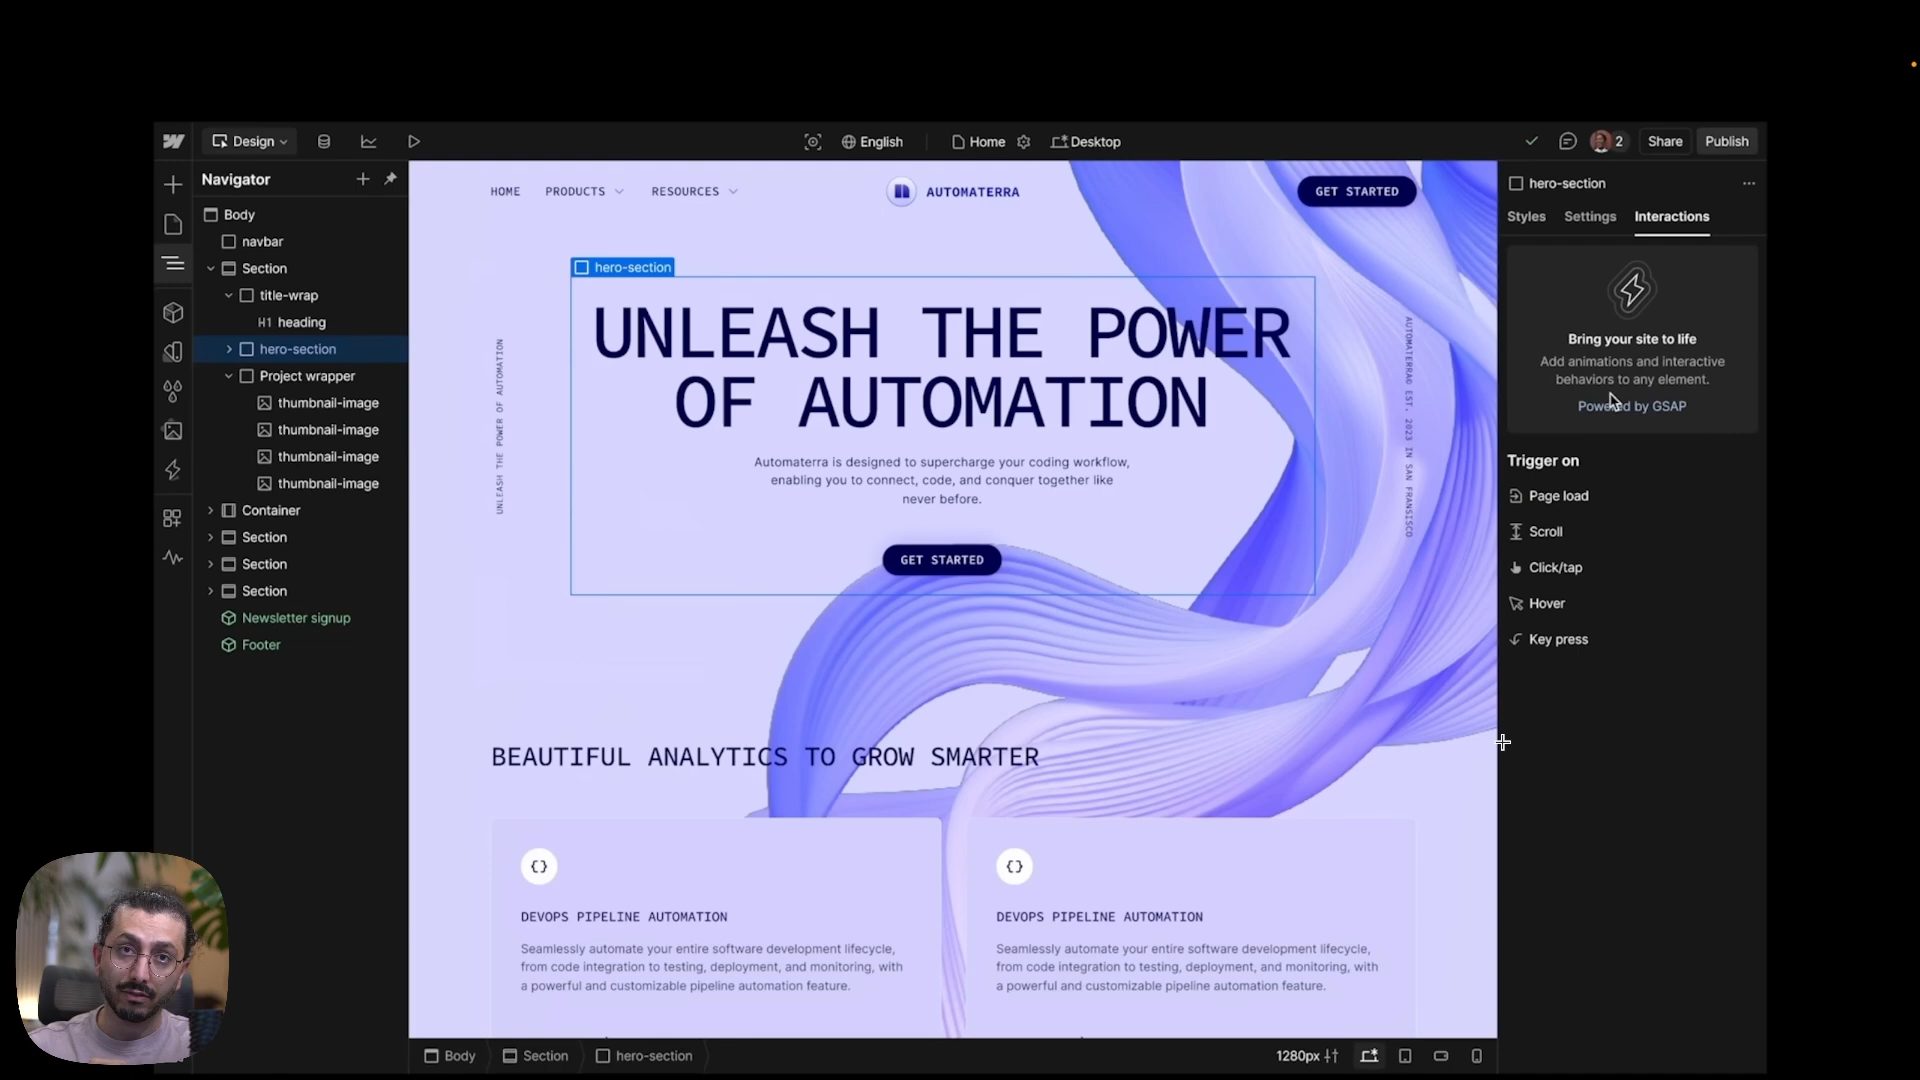 Design
English
Home
Desktop
2
Share
Publish
Navigator
Body
navbar
Section
title-wrap
H1 heading
hero-section
Project wrapper
thumbnail-image
thumbnail-image
thumbnail-image
thumbnail-image
Container
Section
Section
Section
Newsletter signup
Footer
HOME
PRODUCTS
RESOURCES
AUTOMATERRA
GET STARTED
hero-section
UNLEASH THE POWER
OF AUTOMATION
UNLEASH THE POWER OF AUTOMATION
AUTOMATERRA© EST. 2023 IN SAN FRANSISCO
Automaterra is designed to supercharge your coding workflow,
enabling you to connect, code, and conquer together like
never before.
GET STARTED
BEAUTIFUL ANALYTICS TO GROW SMARTER
{}
DEVOPS PIPELINE AUTOMATION
Seamlessly automate your entire software development lifecycle,
from code integration to testing, deployment, and monitoring, with
a powerful and customizable pipeline automation feature.
{}
DEVOPS PIPELINE AUTOMATION
Seamlessly automate your entire software development lifecycle,
from code integration to testing, deployment, and monitoring, with
a powerful and customizable pipeline automation feature.
Body
Section
hero-section
1280px
hero-section
Styles
Settings
Interactions
Bring your site to life
Add animations and interactive
behaviors to any element.
Powered by GSAP
Trigger on
Page load
Scroll
Click/tap
Hover
Key press